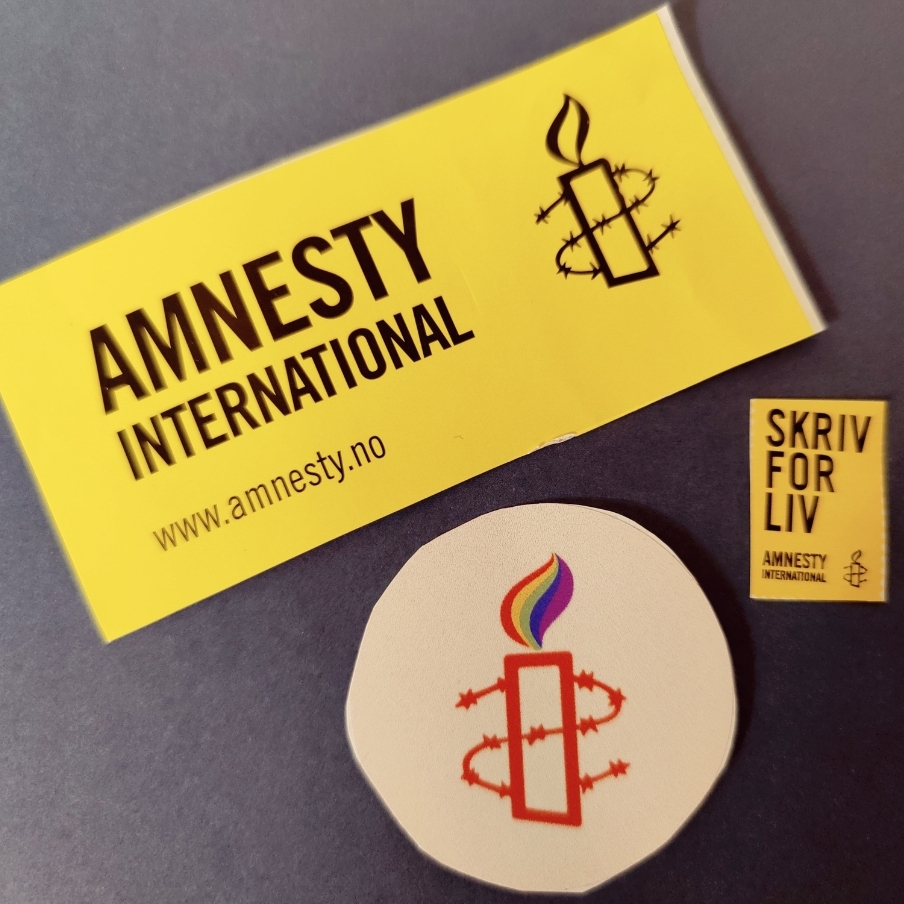 AMNESTY
INTERNATIONAL
www.amnesty.no
SKRIV
FOR
LIV
AMNESTY
INTERNATIONAL